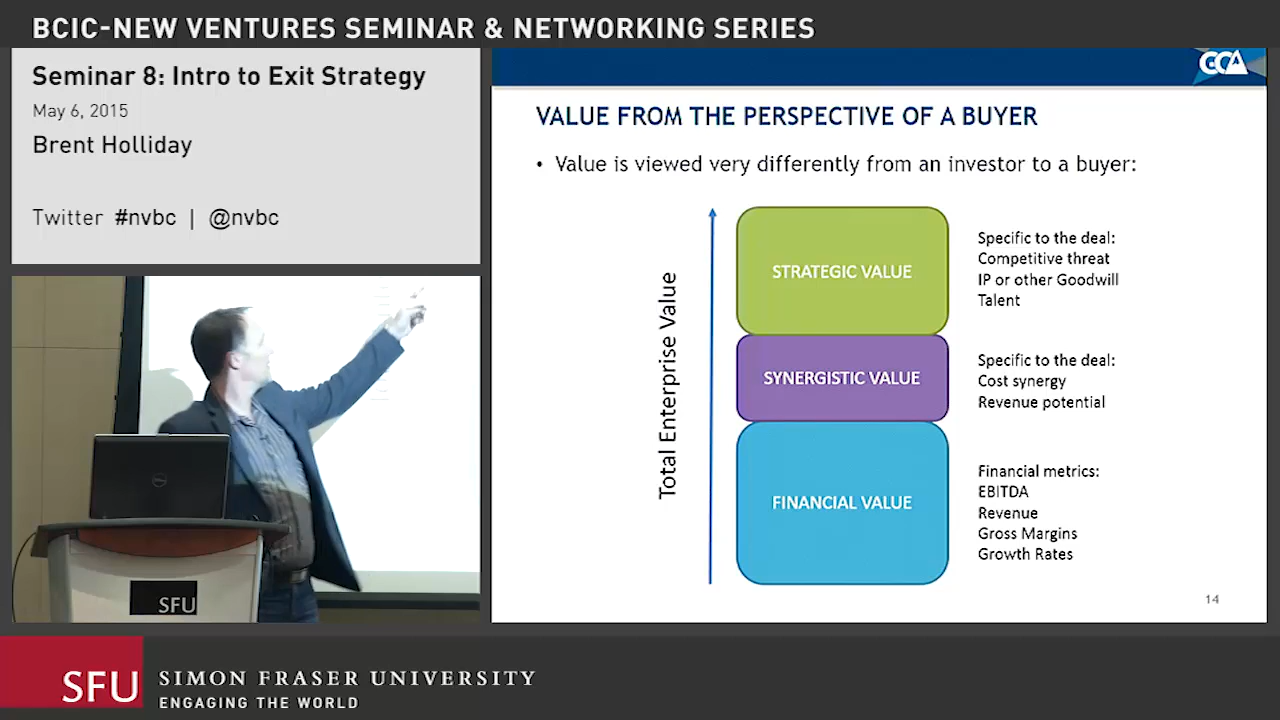 BCIC-NEW VENTURES SEMINAR & NETWORKING SERIES
Seminar 8: Intro to Exit Strategy
May 6, 2015
Brent Holliday
Twitter #nvbc | @nvbc
CCA
VALUE FROM THE PERSPECTIVE OF A BUYER
• Value is viewed very differently from an investor to a buyer:
Total Enterprise Value
STRATEGIC VALUE
Specific to the deal:
Competitive threat
IP or other Goodwill
Talent
SYNERGISTIC VALUE
Specific to the deal:
Cost synergy
Revenue potential
FINANCIAL VALUE
Financial metrics:
EBITDA
Revenue
Gross Margins
Growth Rates
14
DELL
SFU
SFU
SIMON FRASER UNIVERSITY
ENGAGING THE WORLD